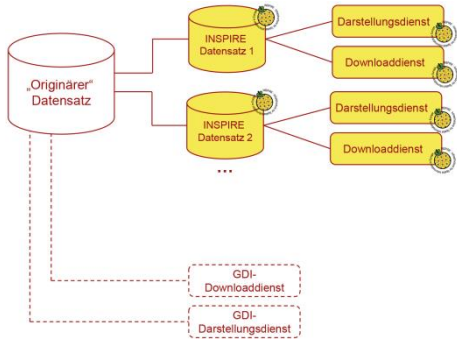 „Originärer“
Datensatz
INSPIRE
Datensatz 1
Darstellungsdienst
Downloaddienst
INSPIRE
Datensatz 2
Darstellungsdienst
Downloaddienst
...
GDI-
Downloaddienst
GDI-
Darstellungsdienst